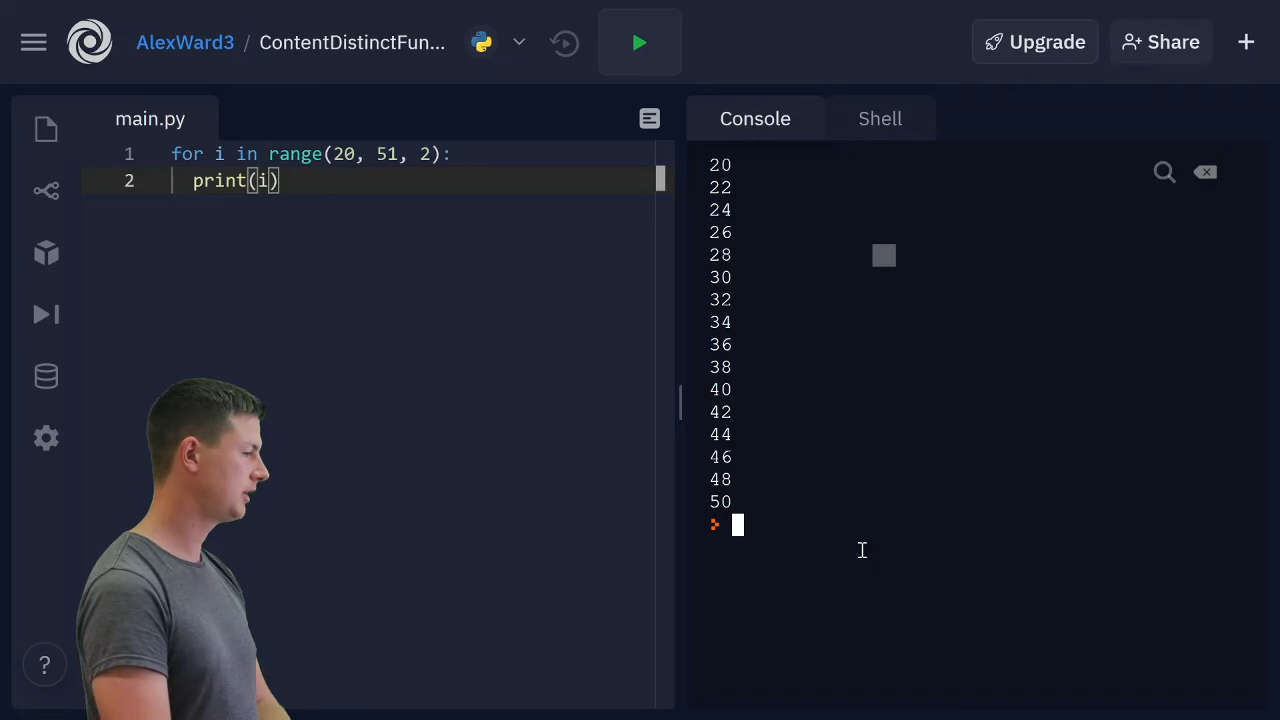 AlexWard3 / ContentDistinctFun...
Upgrade
Share
main.py
Console
Shell
1 for i in range(20, 51, 2):
2 print(i)
20
22
24
26
28
30
32
34
36
38
40
42
44
46
48
50
?